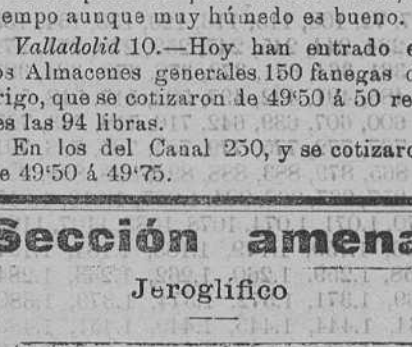 empo aunque muy húmedo es bueno.
Valladolid 10.—Hoy han entrado e
os Almacenes generales 150 fanegas d
rigo, que se cotizaron de 49'50 á 50 re
es las 94 libras.
En los del Canal 250, y se cotizaro
e 49'50 á 49'75.
Sección amena
Jeroglífico